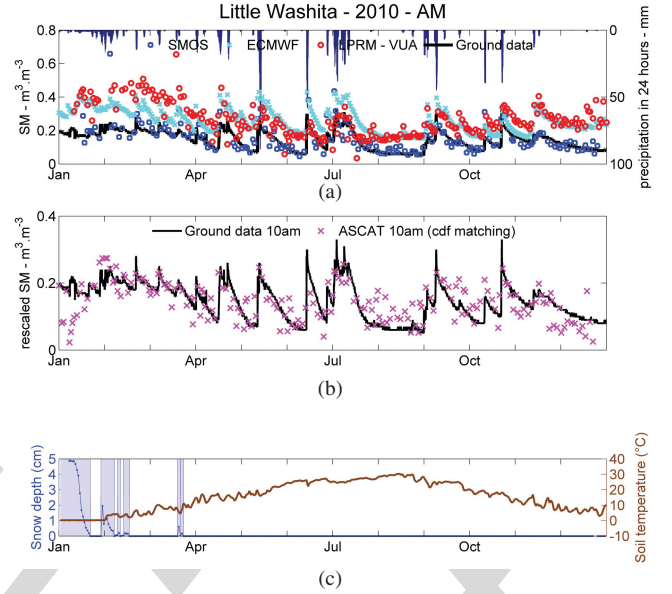 Little Washita - 2010 - AM
SMOS ECMWF LPRM - VUA Ground data
SM - m³.m⁻³
0.8
0.6
0.4
0.2
0
Jan Apr Jul Oct
0
50
100
precipitation in 24 hours - mm
(a)
Ground data 10am ASCAT 10am (cdf matching)
rescaled SM - m³.m⁻³
0.4
0.2
0
Jan Apr Jul Oct
(b)
Snow depth (cm)
5
4
3
2
1
0
Jan Apr Jul Oct
40
30
20
10
0
-10
Soil temperature (°C)
(c)